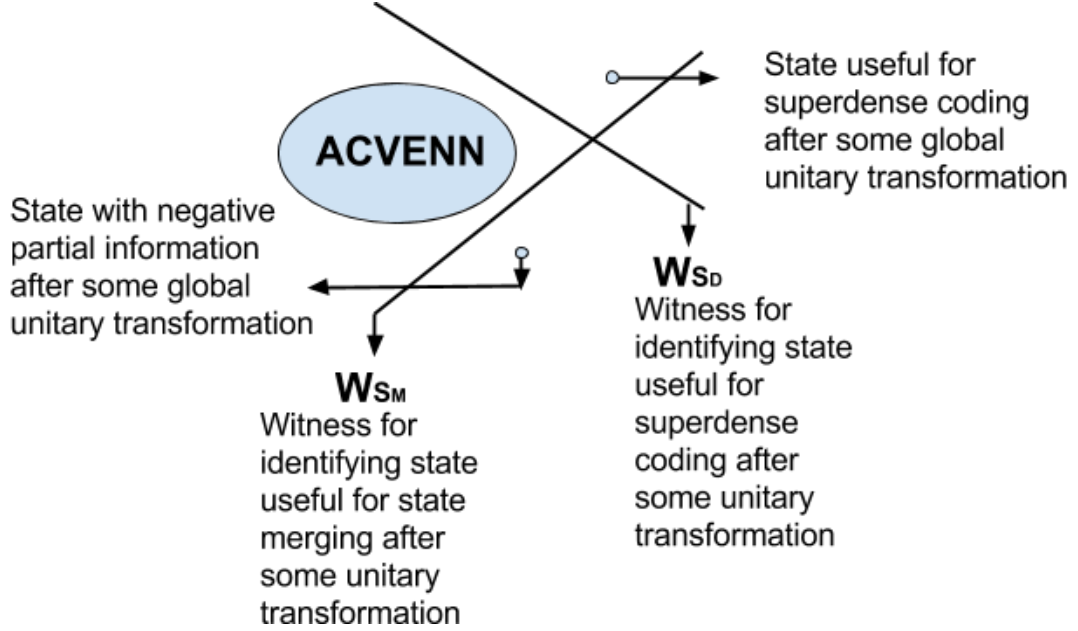 State useful for
superdense coding
after some global
unitary transformation
ACVENN
State with negative
partial information
after some global
unitary transformation
WSD
Witness for
identifying state
useful for
superdense
coding after
some unitary
transformation
WSM
Witness for
identifying state
useful for state
merging after
some unitary
transformation